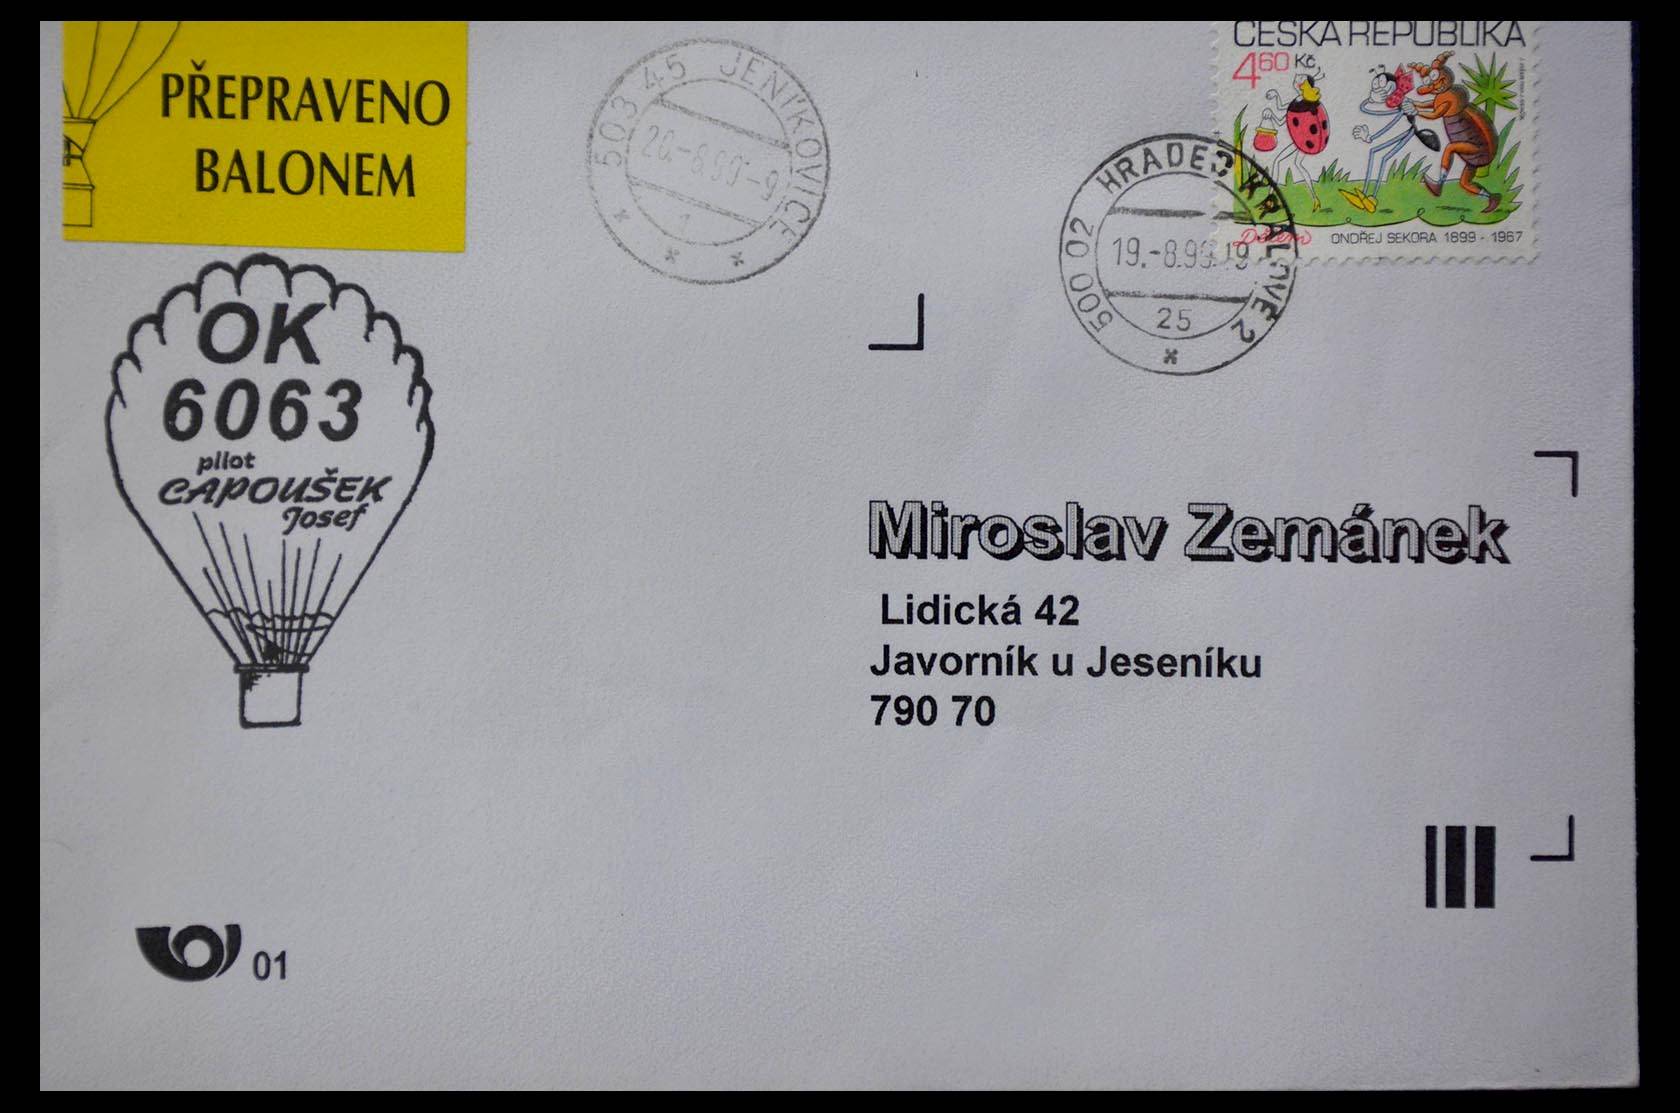 PŘEPRAVENO
BALONEM
503 45 JENÍKOVICE
20.-8.99-9
1
ČESKÁ REPUBLIKA
460 Kč
Dětem
ONDŘEJ SEKORA 1899 - 1967
500 02 HRADEC KRÁLOVÉ 2
19.-8.99-19
25
OK
6063
pilot
CAPOUŠEK
Josef
Miroslav Zemánek
Lidická 42
Javorník u Jeseníku
790 70
01